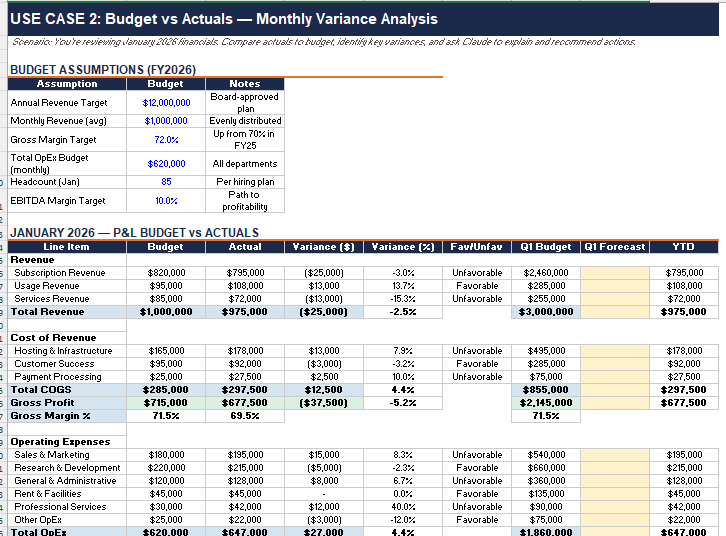 USE CASE 2: Budget vs Actuals — Monthly Variance Analysis
Scenario: You're reviewing January 2026 financials. Compare actuals to budget, identify key variances, and ask Claude to explain and recommend actions.
BUDGET ASSUMPTIONS (FY2026)
Assumption Budget Notes
Annual Revenue Target $12,000,000 Board-approved plan
Monthly Revenue (avg) $1,000,000 Evenly distributed
Gross Margin Target 72.0% Up from 70% in FY25
Total OpEx Budget (monthly) $620,000 All departments
Headcount (Jan) 85 Per hiring plan
EBITDA Margin Target 10.0% Path to profitability
JANUARY 2026 — P&L BUDGET vs ACTUALS
Line Item Budget Actual Variance ($) Variance (%) Fav/Unfav Q1 Budget Q1 Forecast YTD
Revenue
Subscription Revenue $820,000 $795,000 ($25,000) -3.0% Unfavorable $2,460,000 $795,000
Usage Revenue $95,000 $108,000 $13,000 13.7% Favorable $285,000 $108,000
Services Revenue $85,000 $72,000 ($13,000) -15.3% Unfavorable $255,000 $72,000
Total Revenue $1,000,000 $975,000 ($25,000) -2.5% $3,000,000 $975,000
Cost of Revenue
Hosting & Infrastructure $165,000 $178,000 $13,000 7.9% Unfavorable $495,000 $178,000
Customer Success $95,000 $92,000 ($3,000) -3.2% Favorable $285,000 $92,000
Payment Processing $25,000 $27,500 $2,500 10.0% Unfavorable $75,000 $27,500
Total COGS $285,000 $297,500 $12,500 4.4% $855,000 $297,500
Gross Profit $715,000 $677,500 ($37,500) -5.2% $2,145,000 $677,500
Gross Margin % 71.5% 69.5% 71.5%
Operating Expenses
Sales & Marketing $180,000 $195,000 $15,000 8.3% Unfavorable $540,000 $195,000
Research & Development $220,000 $215,000 ($5,000) -2.3% Favorable $660,000 $215,000
General & Administrative $120,000 $128,000 $8,000 6.7% Unfavorable $360,000 $128,000
Rent & Facilities $45,000 $45,000 - 0.0% Favorable $135,000 $45,000
Professional Services $30,000 $42,000 $12,000 40.0% Unfavorable $90,000 $42,000
Other OpEx $25,000 $22,000 ($3,000) -12.0% Favorable $75,000 $22,000
Total OpEx $620,000 $647,000 $27,000 4.4% $1,860,000 $647,000